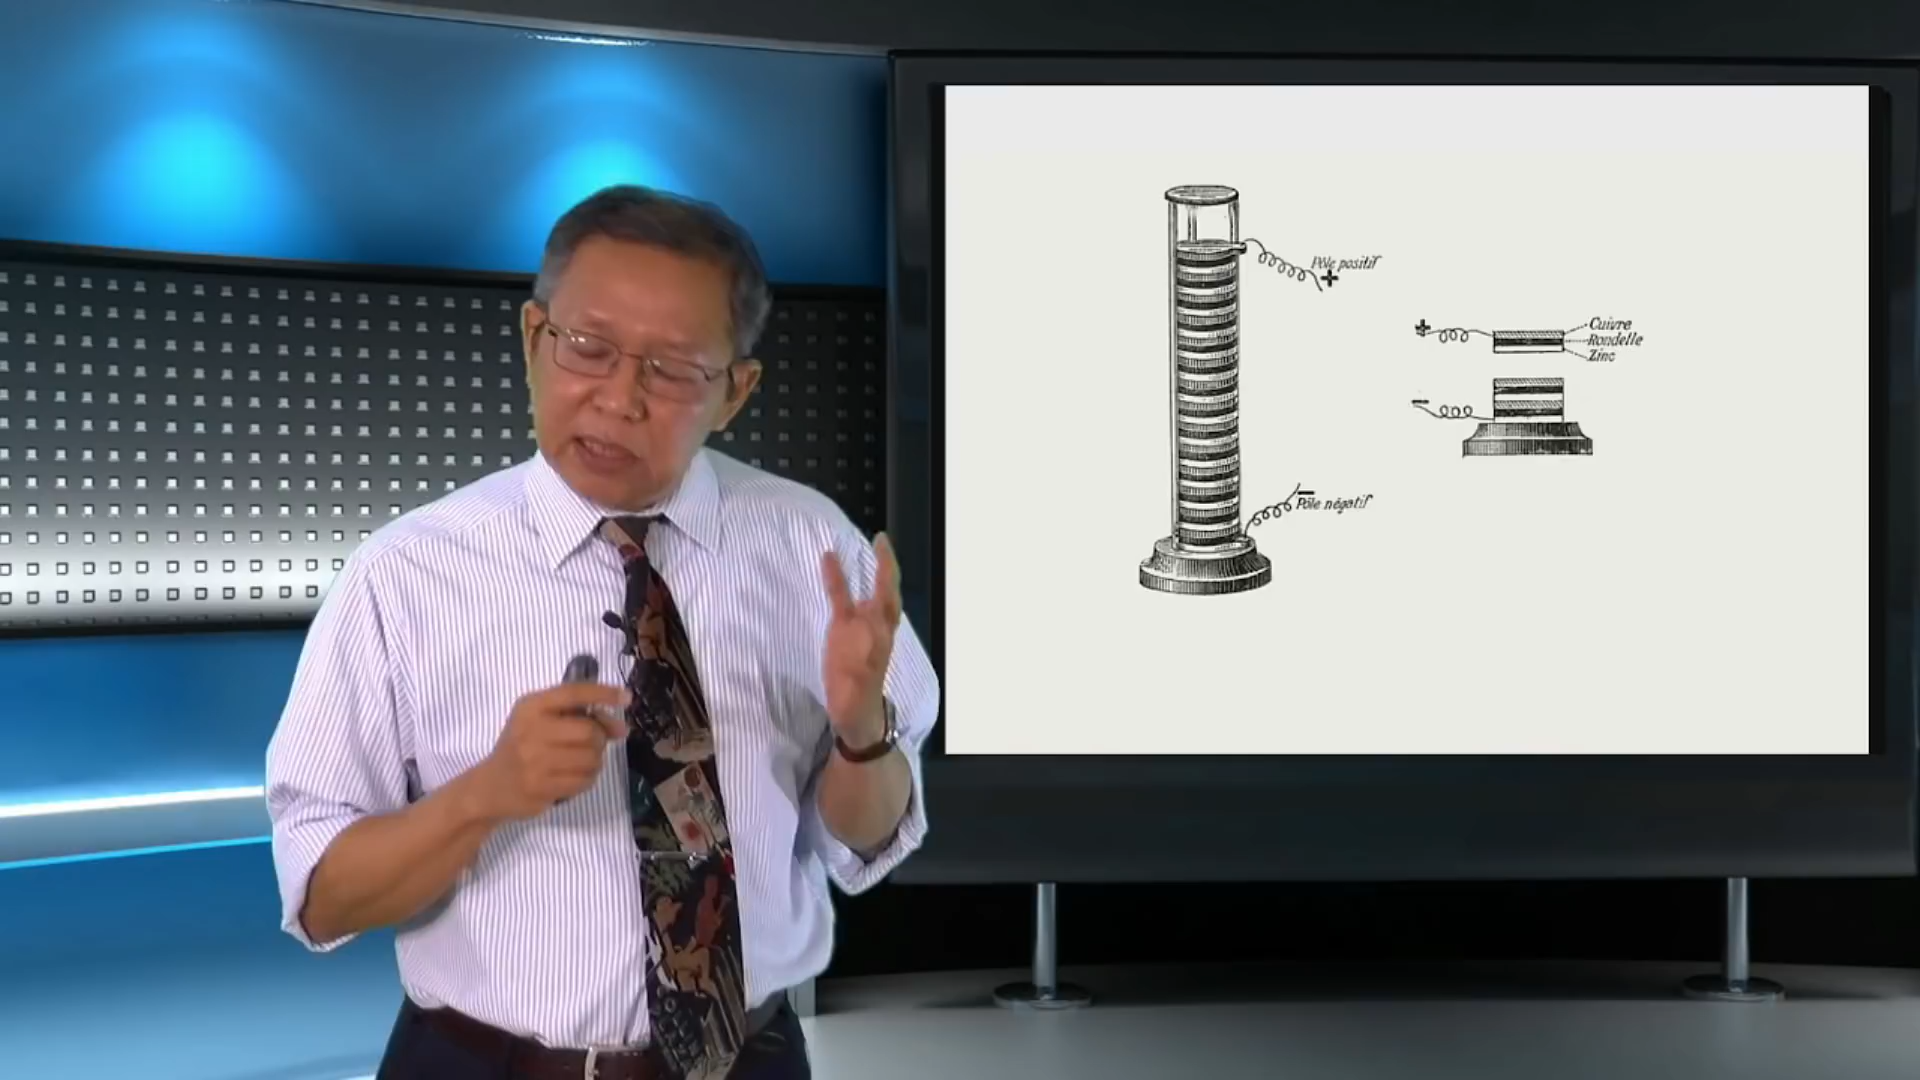 Pôle positif
+
+
Cuivre
Rondelle
Zinc
−
−
Pôle négatif